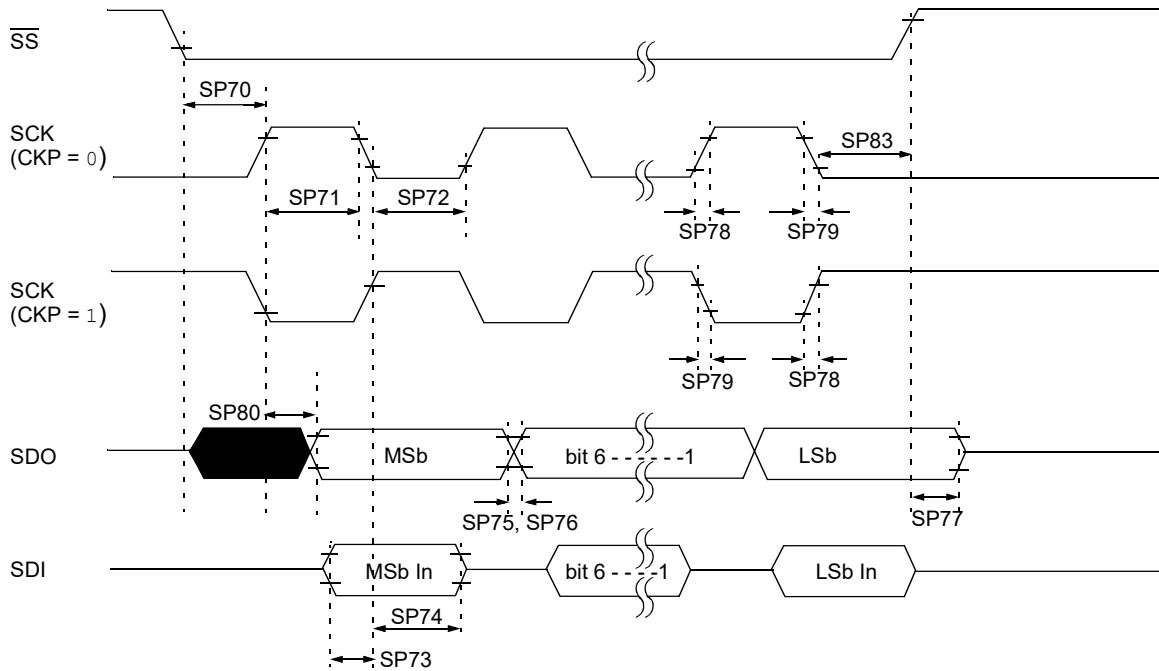 SS
SP70
SCK
(CKP = 0)
SP83
SP71
SP72
SP78
SP79
SCK
(CKP = 1)
SP79
SP78
SP80
SDO
MSb
bit 6 - - - - - -1
LSb
SP75, SP76
SP77
SDI
MSb In
bit 6 - - - - -1
LSb In
SP74
SP73